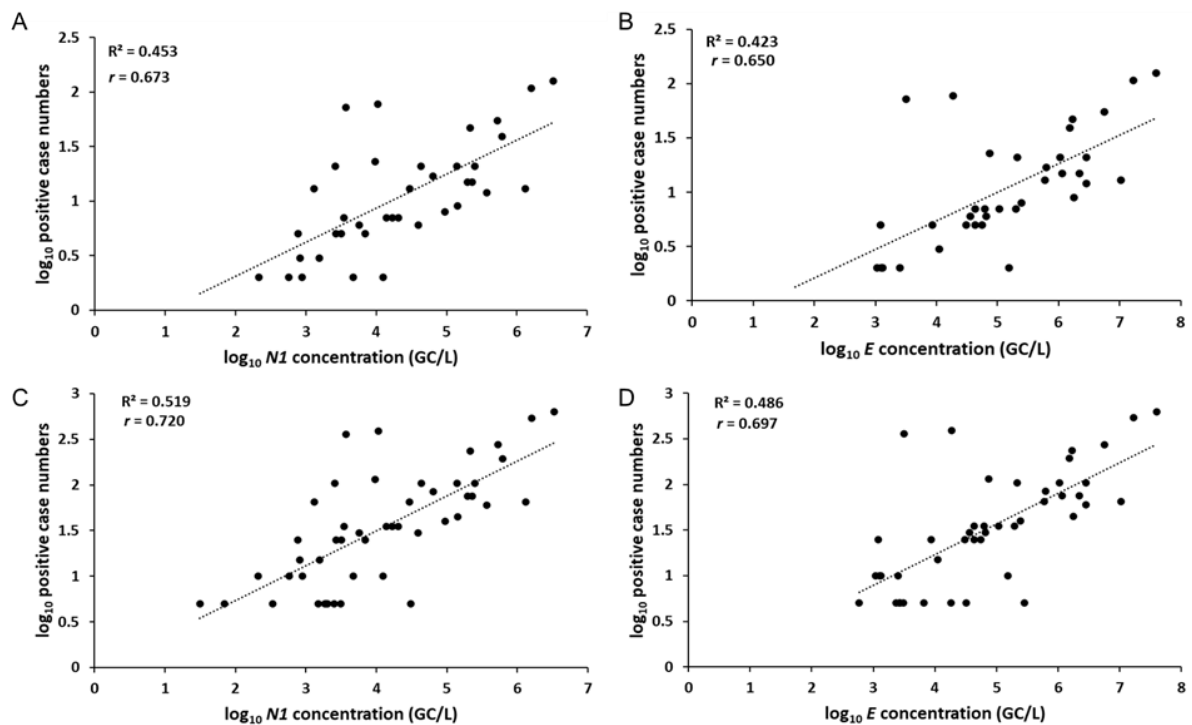 A
R² = 0.453
r = 0.673
log₁₀ positive case numbers
2.5
2
1.5
1
0.5
0
0 1 2 3 4 5 6 7
log₁₀ N1 concentration (GC/L)
B
R² = 0.423
r = 0.650
log₁₀ positive case numbers
2.5
2
1.5
1
0.5
0
0 1 2 3 4 5 6 7 8
log₁₀ E concentration (GC/L)
C
R² = 0.519
r = 0.720
log₁₀ positive case numbers
3
2.5
2
1.5
1
0.5
0
0 1 2 3 4 5 6 7
log₁₀ N1 concentration (GC/L)
D
R² = 0.486
r = 0.697
log₁₀ positive case numbers
3
2.5
2
1.5
1
0.5
0
0 1 2 3 4 5 6 7 8
log₁₀ E concentration (GC/L)